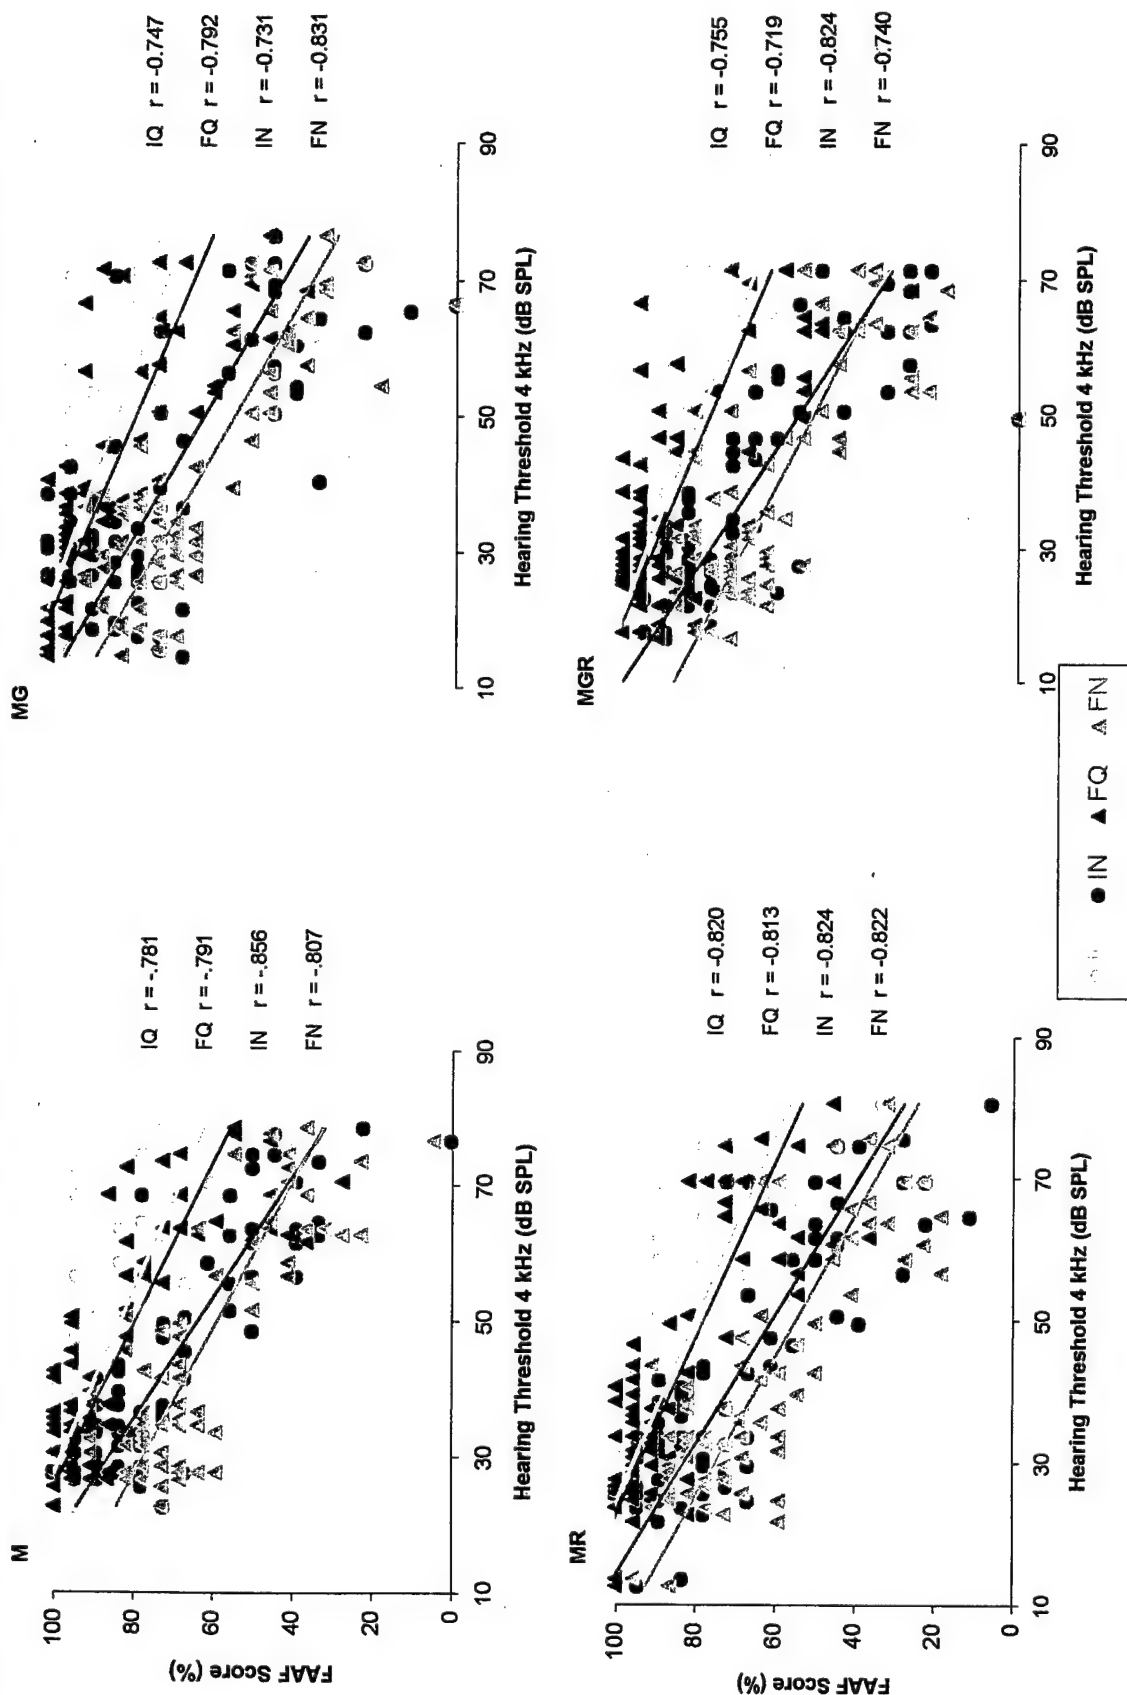 M
FAAF Score (%)
100
80
60
40
20
0
10
30
50
70
90
Hearing Threshold 4 kHz (dB SPL)
IQ r = -.781
FQ r = -.791
IN r = -.856
FN r = -.807
MG
10
30
50
70
90
Hearing Threshold 4 kHz (dB SPL)
IQ r = -0.747
FQ r = -0.792
IN r = -0.731
FN r = -0.831
MR
FAAF Score (%)
100
80
60
40
20
0
10
30
50
70
90
Hearing Threshold 4 kHz (dB SPL)
IQ r = -0.820
FQ r = -0.813
IN r = -0.824
FN r = -0.822
MGR
10
30
50
70
90
Hearing Threshold 4 kHz (dB SPL)
IQ r = -0.755
FQ r = -0.719
IN r = -0.824
FN r = -0.740
IN FQ FN